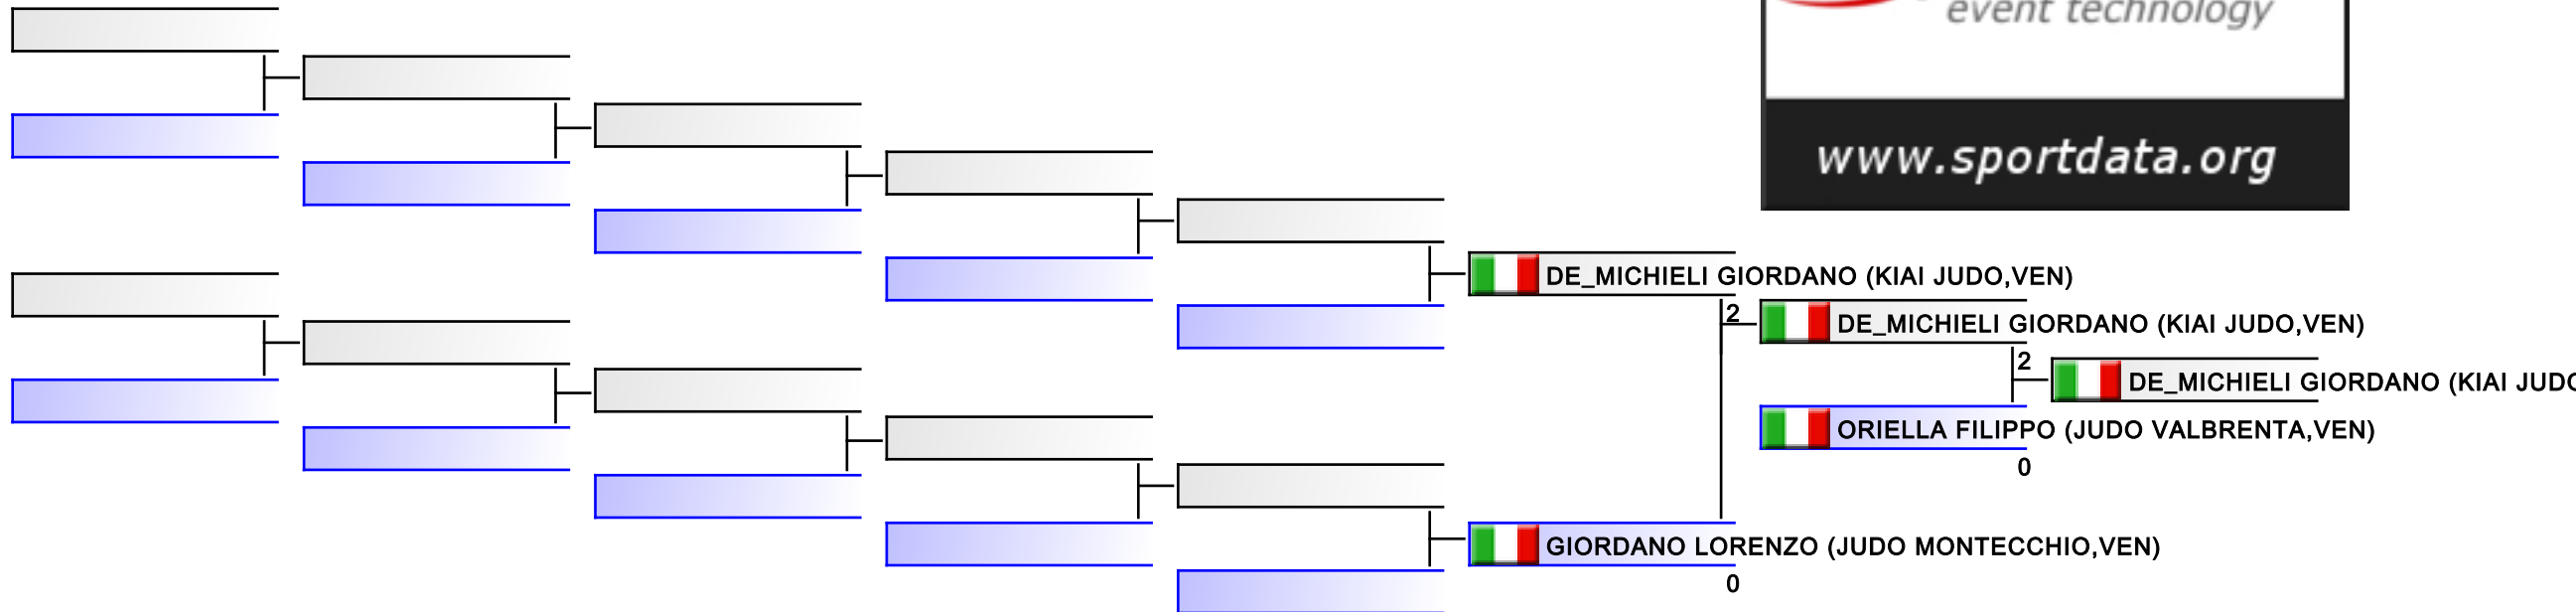 event technology
www.sportdata.org
DE_MICHIELI GIORDANO (KIAI JUDO,VEN)
2
DE_MICHIELI GIORDANO (KIAI JUDO,VEN)
2
DE_MICHIELI GIORDANO (KIAI JUDO
ORIELLA FILIPPO (JUDO VALBRENTA,VEN)
0
GIORDANO LORENZO (JUDO MONTECCHIO,VEN)
0